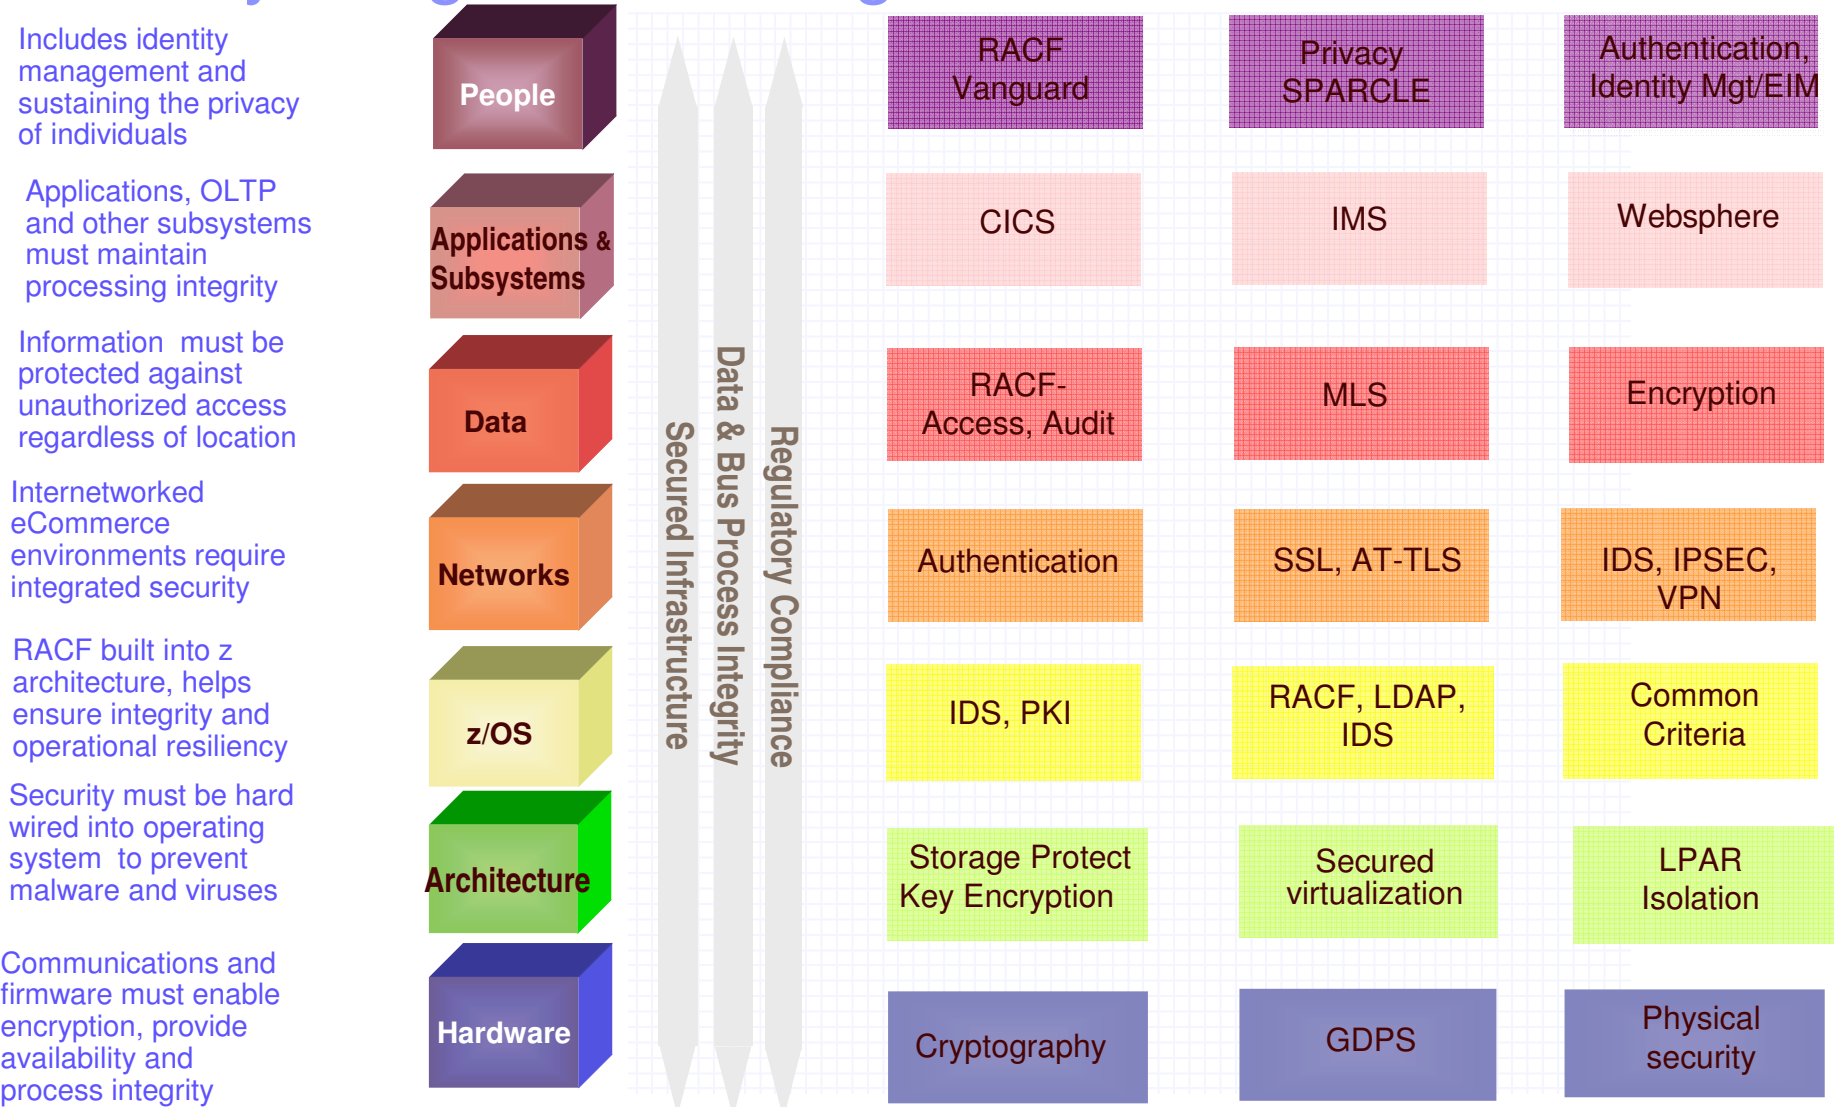 Includes identity
management and
sustaining the privacy
of individuals
People
RACF
Vanguard
Privacy
SPARCLE
Authentication,
Identity Mgt/EIM
Applications, OLTP
and other subsystems
must maintain
processing integrity
Applications &
Subsystems
CICS
IMS
Websphere
Information must be
protected against
unauthorized access
regardless of location
Data
RACF-
Access, Audit
MLS
Encryption
Internetworked
eCommerce
environments require
integrated security
Networks
Authentication
SSL, AT-TLS
IDS, IPSEC,
VPN
RACF built into z
architecture, helps
ensure integrity and
operational resiliency
z/OS
IDS, PKI
RACF, LDAP,
IDS
Common
Criteria
Security must be hard
wired into operating
system to prevent
malware and viruses
Architecture
Storage Protect
Key Encryption
Secured
virtualization
LPAR
Isolation
Communications and
firmware must enable
encryption, provide
availability and
process integrity
Hardware
Cryptography
GDPS
Physical
security
Secured Infrastructure
Data & Bus Process Integrity
Regulatory Compliance